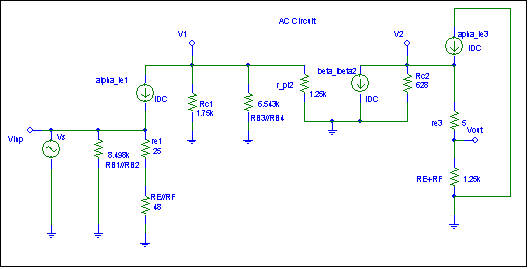 AC Circuit
V1
V2
alpha_ie3
IDC
alpha_ie1
IDC
Rc1
1.75k
6.543k
RB3//RB4
r_pi2
1.25k
beta_ibeta2
IDC
Rc2
628
re3
5
Vout
Vinp
Vs
8.498k
RB1//RB2
re1
25
RE//RF
48
RE+RF
1.25k